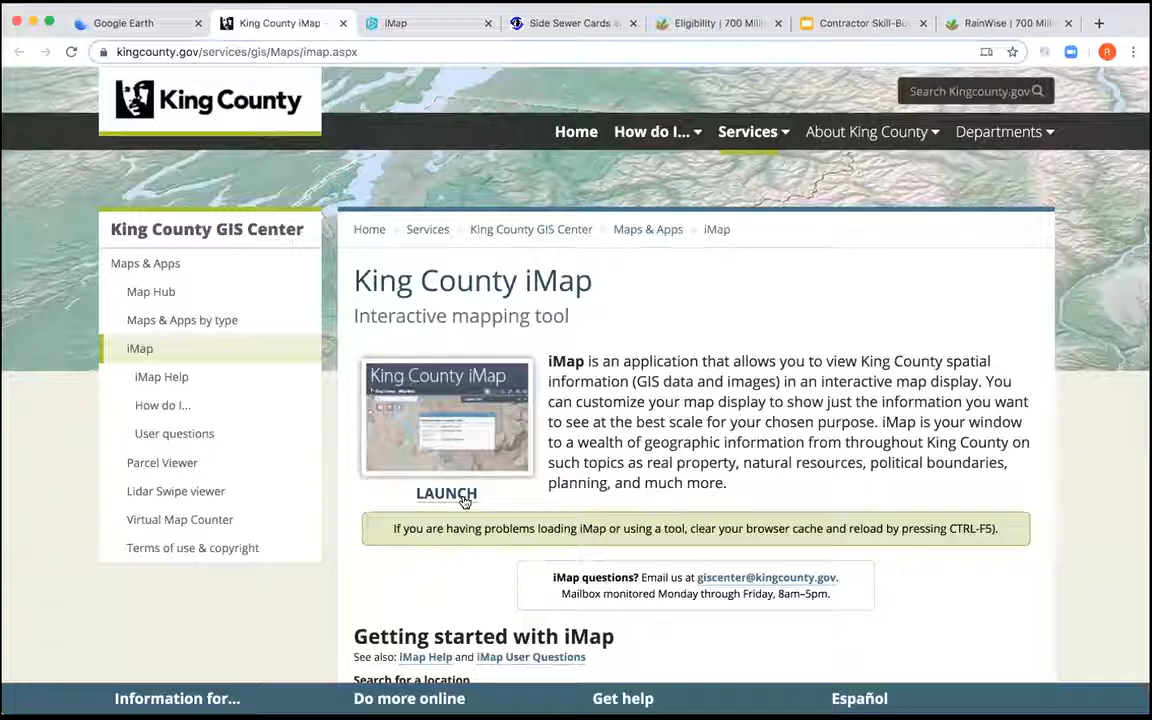 Google Earth
King County iMap -
iMap
Side Sewer Cards
Eligibility | 700 Mill
Contractor Skill-Bu
RainWise | 700 Mill
kingcounty.gov/services/gis/Maps/imap.aspx
R
King County
Search Kingcounty.gov
Home
How do I...
Services
About King County
Departments
King County GIS Center
Maps & Apps
Map Hub
Maps & Apps by type
iMap
iMap Help
How do I...
User questions
Parcel Viewer
Lidar Swipe viewer
Virtual Map Counter
Terms of use & copyright
Home
Services
King County GIS Center
Maps & Apps
iMap
King County iMap
Interactive mapping tool
King County iMap
LAUNCH
iMap is an application that allows you to view King County spatial
information (GIS data and images) in an interactive map display. You
can customize your map display to show just the information you want
to see at the best scale for your chosen purpose. iMap is your window
to a wealth of geographic information from throughout King County on
such topics as real property, natural resources, political boundaries,
planning, and much more.
If you are having problems loading iMap or using a tool, clear your browser cache and reload by pressing CTRL-F5).
iMap questions? Email us at giscenter@kingcounty.gov.
Mailbox monitored Monday through Friday, 8am–5pm.
Getting started with iMap
See also: iMap Help and iMap User Questions
Search for a location
Information for...
Do more online
Get help
Español